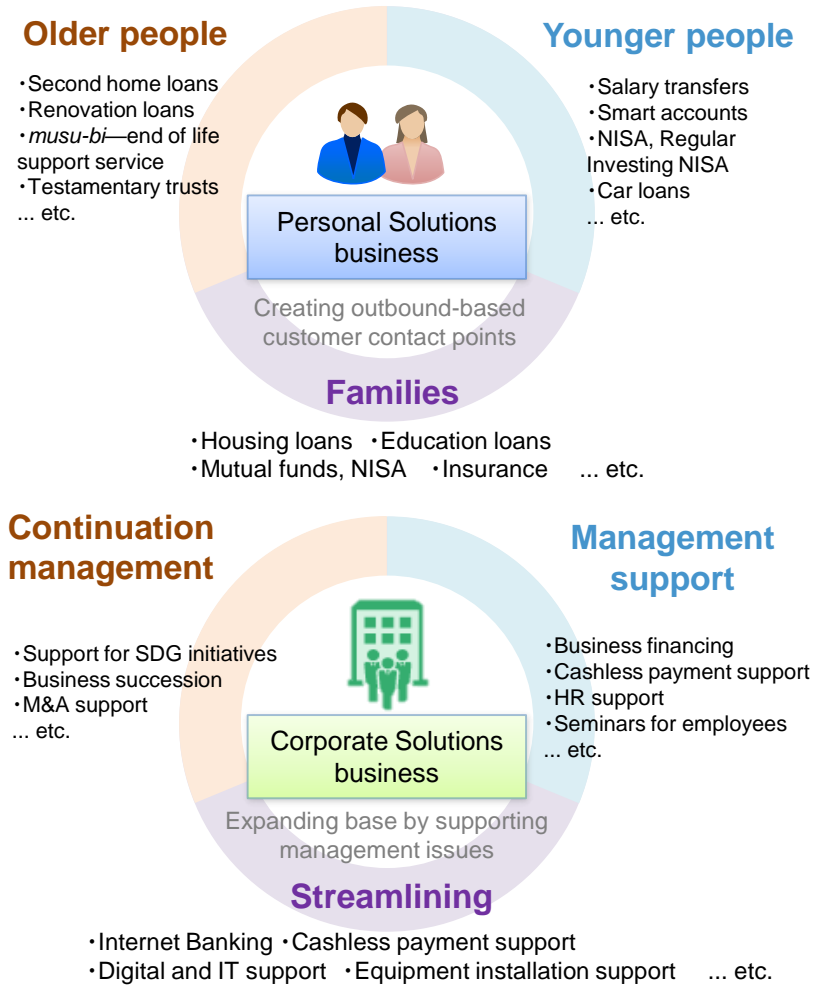 Older people
・Second home loans
・Renovation loans
・musu-bi—end of life
support service
・Testamentary trusts
... etc.
Younger people
・Salary transfers
・Smart accounts
・NISA, Regular
Investing NISA
・Car loans
... etc.
Personal Solutions
business
Creating outbound-based
customer contact points
Families
・Housing loans ・Education loans
・Mutual funds, NISA ・Insurance ... etc.
Continuation
management
・Support for SDG initiatives
・Business succession
・M&A support
... etc.
Management
support
・Business financing
・Cashless payment support
・HR support
・Seminars for employees
... etc.
Corporate Solutions
business
Expanding base by supporting
management issues
Streamlining
・Internet Banking ・Cashless payment support
・Digital and IT support ・Equipment installation support ... etc.